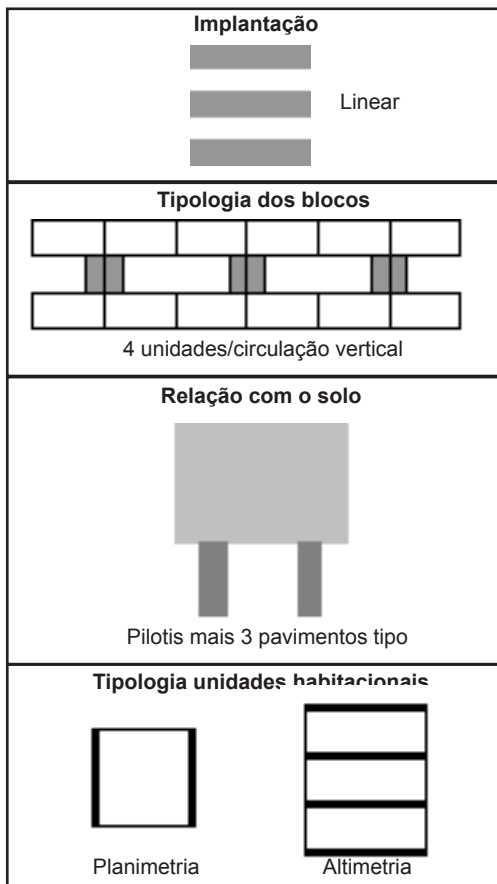 Implantação
Linear
Tipologia dos blocos
4 unidades/circulação vertical
Relação com o solo
Pilotis mais 3 pavimentos tipo
Tipologia unidades habitacionais
Planimetria
Altimetria